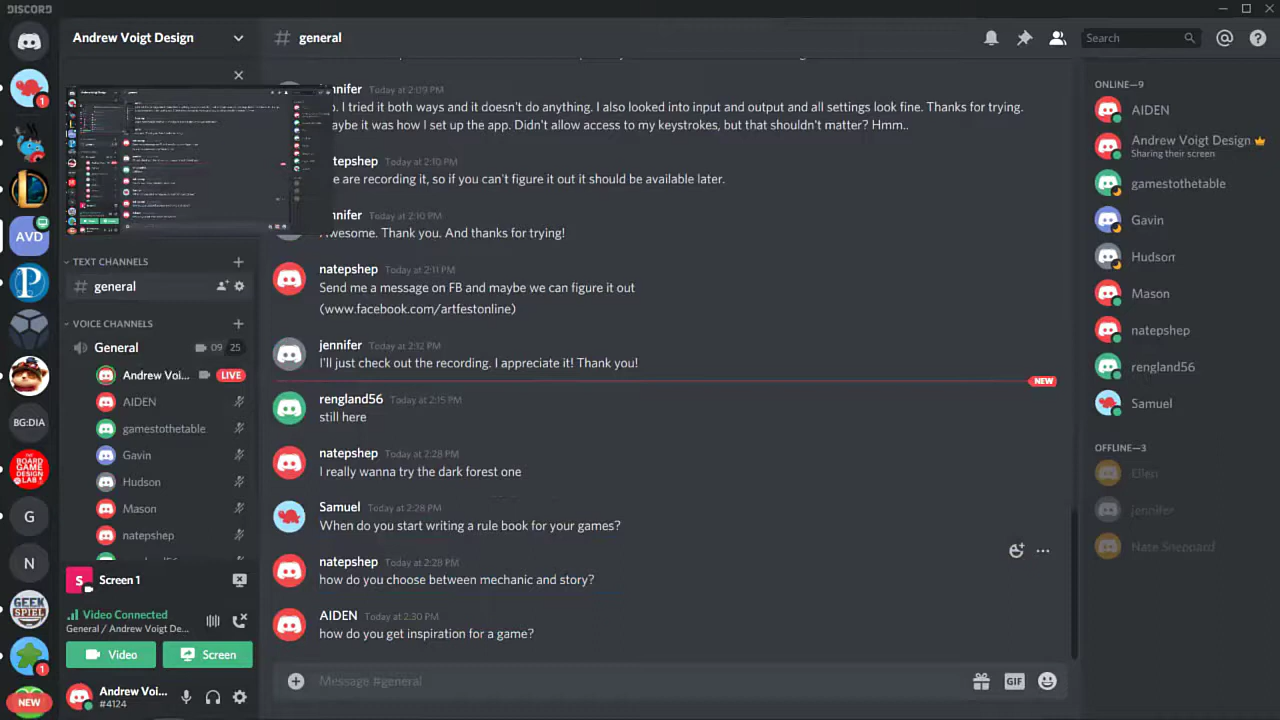 DISCORD
Andrew Voigt Design
general
Search
TEXT CHANNELS
general
VOICE CHANNELS
General
09 25
Andrew Voi...
LIVE
AIDEN
gamestothetable
Gavin
Hudson
Mason
natepshep
S
Screen 1
Video Connected
General / Andrew Voigt De...
Video
Screen
Andrew Voi...
#4124
AVD
BG:DIA
THE BOARD GAME DESIGN LAB
G
N
GEEK SPIEL
NEW
1
1
Today at 2:09 PM
I tried it both ways and it doesn't do anything. I also looked into input and output and all settings look fine. Thanks for trying.
aybe it was how I set up the app. Didn't allow access to my keystrokes, but that shouldn't matter? Hmm..
atepshep Today at 2:10 PM
are recording it, so if you can't figure it out it should be available later.
Today at 2:10 PM
Thank you. And thanks for trying!
natepshep Today at 2:11 PM
Send me a message on FB and maybe we can figure it out
(www.facebook.com/artfestonline)
jennifer Today at 2:12 PM
I'll just check out the recording. I appreciate it! Thank you!
NEW
rengland56 Today at 2:15 PM
still here
natepshep Today at 2:28 PM
I really wanna try the dark forest one
Samuel Today at 2:28 PM
When do you start writing a rule book for your games?
natepshep Today at 2:28 PM
how do you choose between mechanic and story?
AIDEN Today at 2:30 PM
how do you get inspiration for a game?
Message #general
GIF
ONLINE—9
AIDEN
Andrew Voigt Design
Sharing their screen
gamestothetable
Gavin
Hudson
Mason
natepshep
rengland56
Samuel
OFFLINE—3
Ellen
jennifer
Nate Sheppard